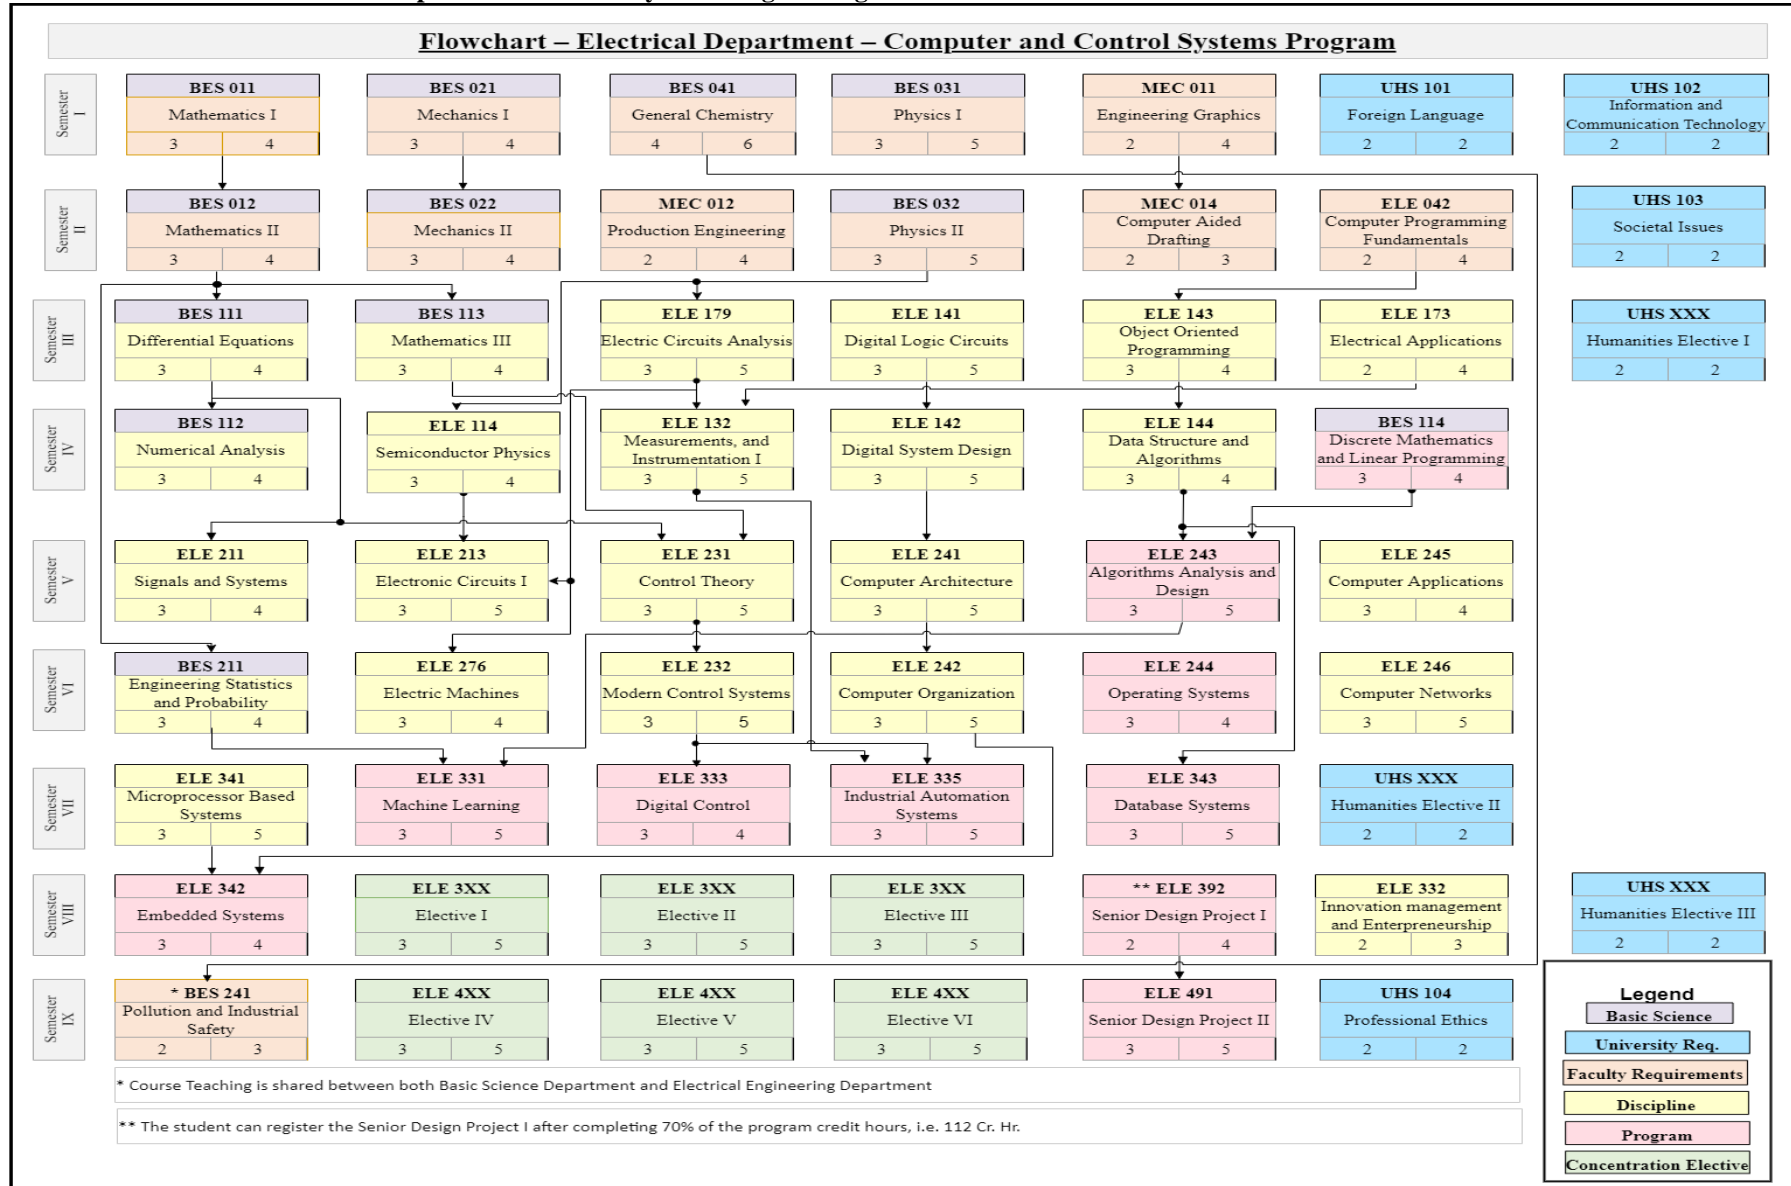 Flowchart – Electrical Department – Computer and Control Systems Program
Semester
I
BES 011
Mathematics I
3 4
BES 021
Mechanics I
3 4
BES 041
General Chemistry
4 6
BES 031
Physics I
3 5
MEC 011
Engineering Graphics
2 4
UHS 101
Foreign Language
2 2
UHS 102
Information and
Communication Technology
2 2
Semester
II
BES 012
Mathematics II
3 4
BES 022
Mechanics II
3 4
MEC 012
Production Engineering
2 4
BES 032
Physics II
3 5
MEC 014
Computer Aided
Drafting
2 3
ELE 042
Computer Programming
Fundamentals
2 4
UHS 103
Societal Issues
2 2
Semester
III
BES 111
Differential Equations
3 4
BES 113
Mathematics III
3 4
ELE 179
Electric Circuits Analysis
3 5
ELE 141
Digital Logic Circuits
3 5
ELE 143
Object Oriented
Programming
3 4
ELE 173
Electrical Applications
2 4
UHS XXX
Humanities Elective I
2 2
Semester
IV
BES 112
Numerical Analysis
3 4
ELE 114
Semiconductor Physics
3 4
ELE 132
Measurements, and
Instrumentation I
3 5
ELE 142
Digital System Design
3 5
ELE 144
Data Structure and
Algorithms
3 4
BES 114
Discrete Mathematics
and Linear Programming
3 4
Semester
V
ELE 211
Signals and Systems
3 4
ELE 213
Electronic Circuits I
3 5
ELE 231
Control Theory
3 5
ELE 241
Computer Architecture
3 5
ELE 243
Algorithms Analysis and
Design
3 5
ELE 245
Computer Applications
3 4
Semester
VI
BES 211
Engineering Statistics
and Probability
3 4
ELE 276
Electric Machines
3 4
ELE 232
Modern Control Systems
3 5
ELE 242
Computer Organization
3 5
ELE 244
Operating Systems
3 4
ELE 246
Computer Networks
3 5
Semester
VII
ELE 341
Microprocessor Based
Systems
3 5
ELE 331
Machine Learning
3 5
ELE 333
Digital Control
3 4
ELE 335
Industrial Automation
Systems
3 5
ELE 343
Database Systems
3 5
UHS XXX
Humanities Elective II
2 2
Semester
VIII
ELE 342
Embedded Systems
3 4
ELE 3XX
Elective I
3 5
ELE 3XX
Elective II
3 5
ELE 3XX
Elective III
3 5
** ELE 392
Senior Design Project I
2 4
ELE 332
Innovation management
and Enterpreneurship
2 3
UHS XXX
Humanities Elective III
2 2
Semester
IX
* BES 241
Pollution and Industrial
Safety
2 3
ELE 4XX
Elective IV
3 5
ELE 4XX
Elective V
3 5
ELE 4XX
Elective VI
3 5
ELE 491
Senior Design Project II
3 5
UHS 104
Professional Ethics
2 2
Legend
Basic Science
University Req.
Faculty Requirements
Discipline
Program
Concentration Elective
* Course Teaching is shared between both Basic Science Department and Electrical Engineering Department
** The student can register the Senior Design Project I after completing 70% of the program credit hours, i.e. 112 Cr. Hr.